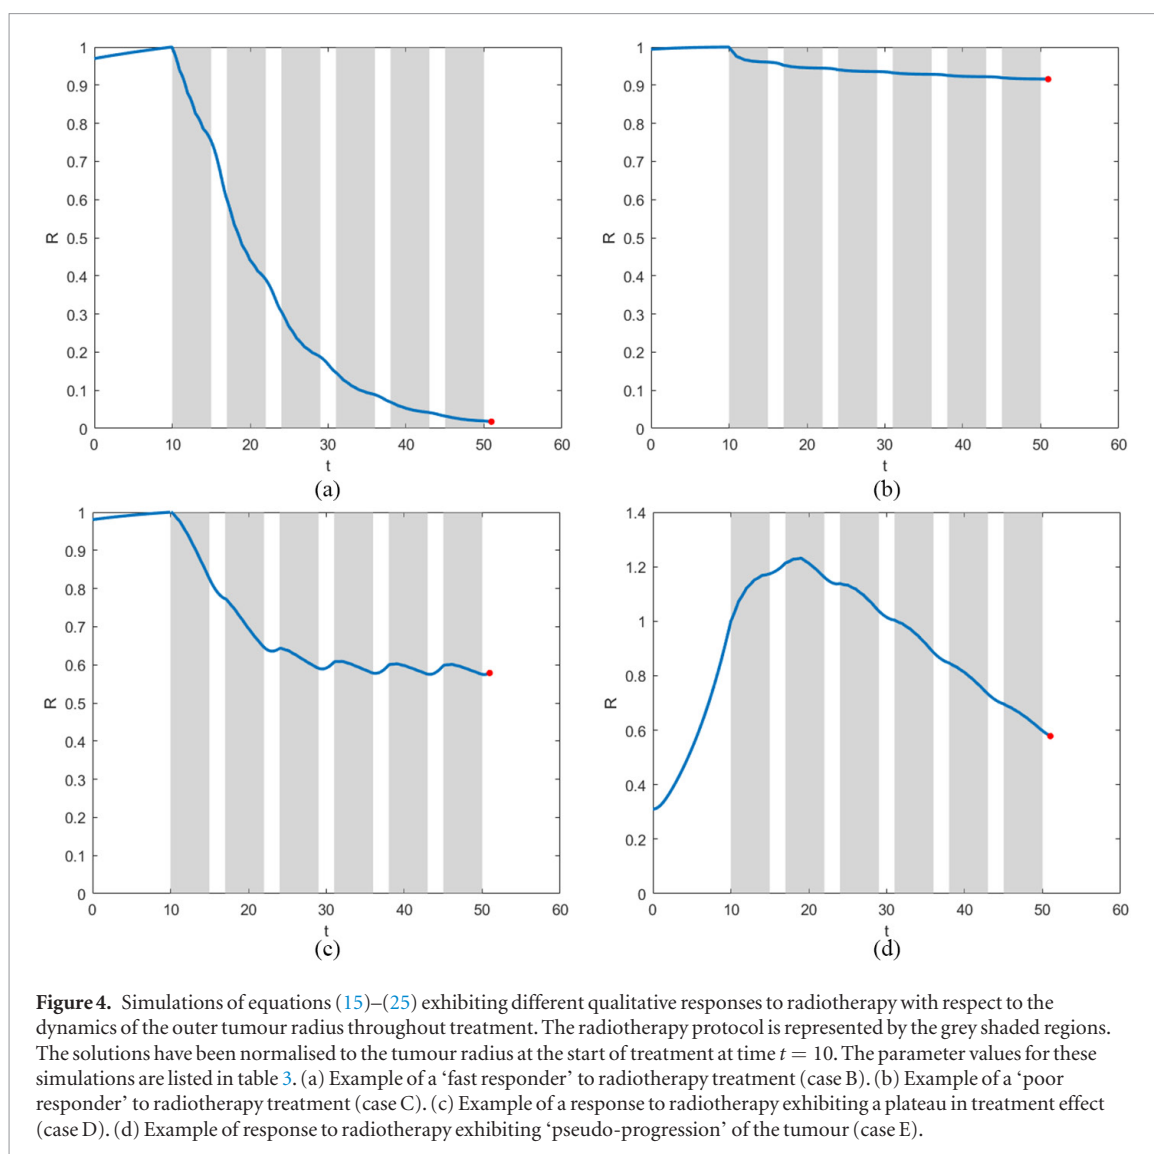 1
0.9
0.8
0.7
0.6
0.5
0.4
0.3
0.2
0.1
0
R
0 10 20 30 40 50 60
t
(a)
1
0.9
0.8
0.7
0.6
0.5
0.4
0.3
0.2
0.1
0
R
0 10 20 30 40 50 60
t
(b)
1
0.9
0.8
0.7
0.6
0.5
0.4
0.3
0.2
0.1
0
R
0 10 20 30 40 50 60
t
(c)
1.4
1.2
1
0.8
0.6
0.4
0.2
0
R
0 10 20 30 40 50 60
t
(d)
Figure 4. Simulations of equations (15)–(25) exhibiting different qualitative responses to radiotherapy with respect to the
dynamics of the outer tumour radius throughout treatment. The radiotherapy protocol is represented by the grey shaded regions.
The solutions have been normalised to the tumour radius at the start of treatment at time t = 10. The parameter values for these
simulations are listed in table 3. (a) Example of a ‘fast responder’ to radiotherapy treatment (case B). (b) Example of a ‘poor
responder’ to radiotherapy treatment (case C). (c) Example of a response to radiotherapy exhibiting a plateau in treatment effect
(case D). (d) Example of response to radiotherapy exhibiting ‘pseudo-progression’ of the tumour (case E).